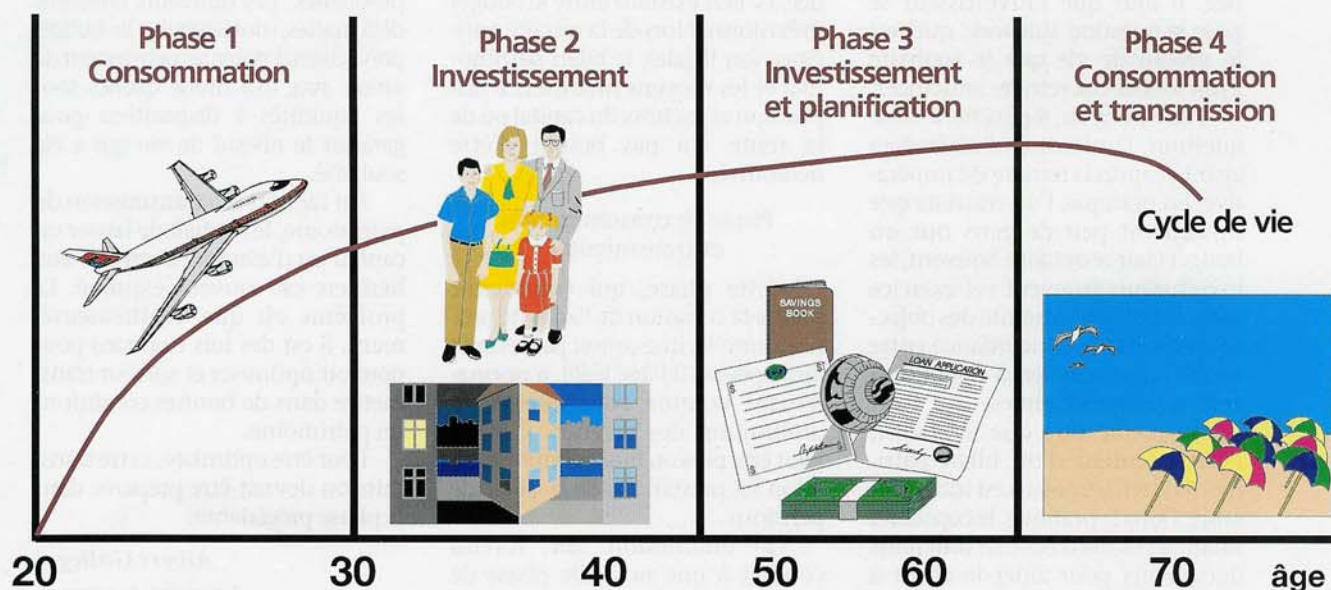 Phase 1
Consommation
Phase 2
Investissement
Phase 3
Investissement
et planification
Phase 4
Consommation
et transmission
Cycle de vie
SAVINGS
BOOK
LOAN APPLICATION
20
30
40
50
60
70
âge